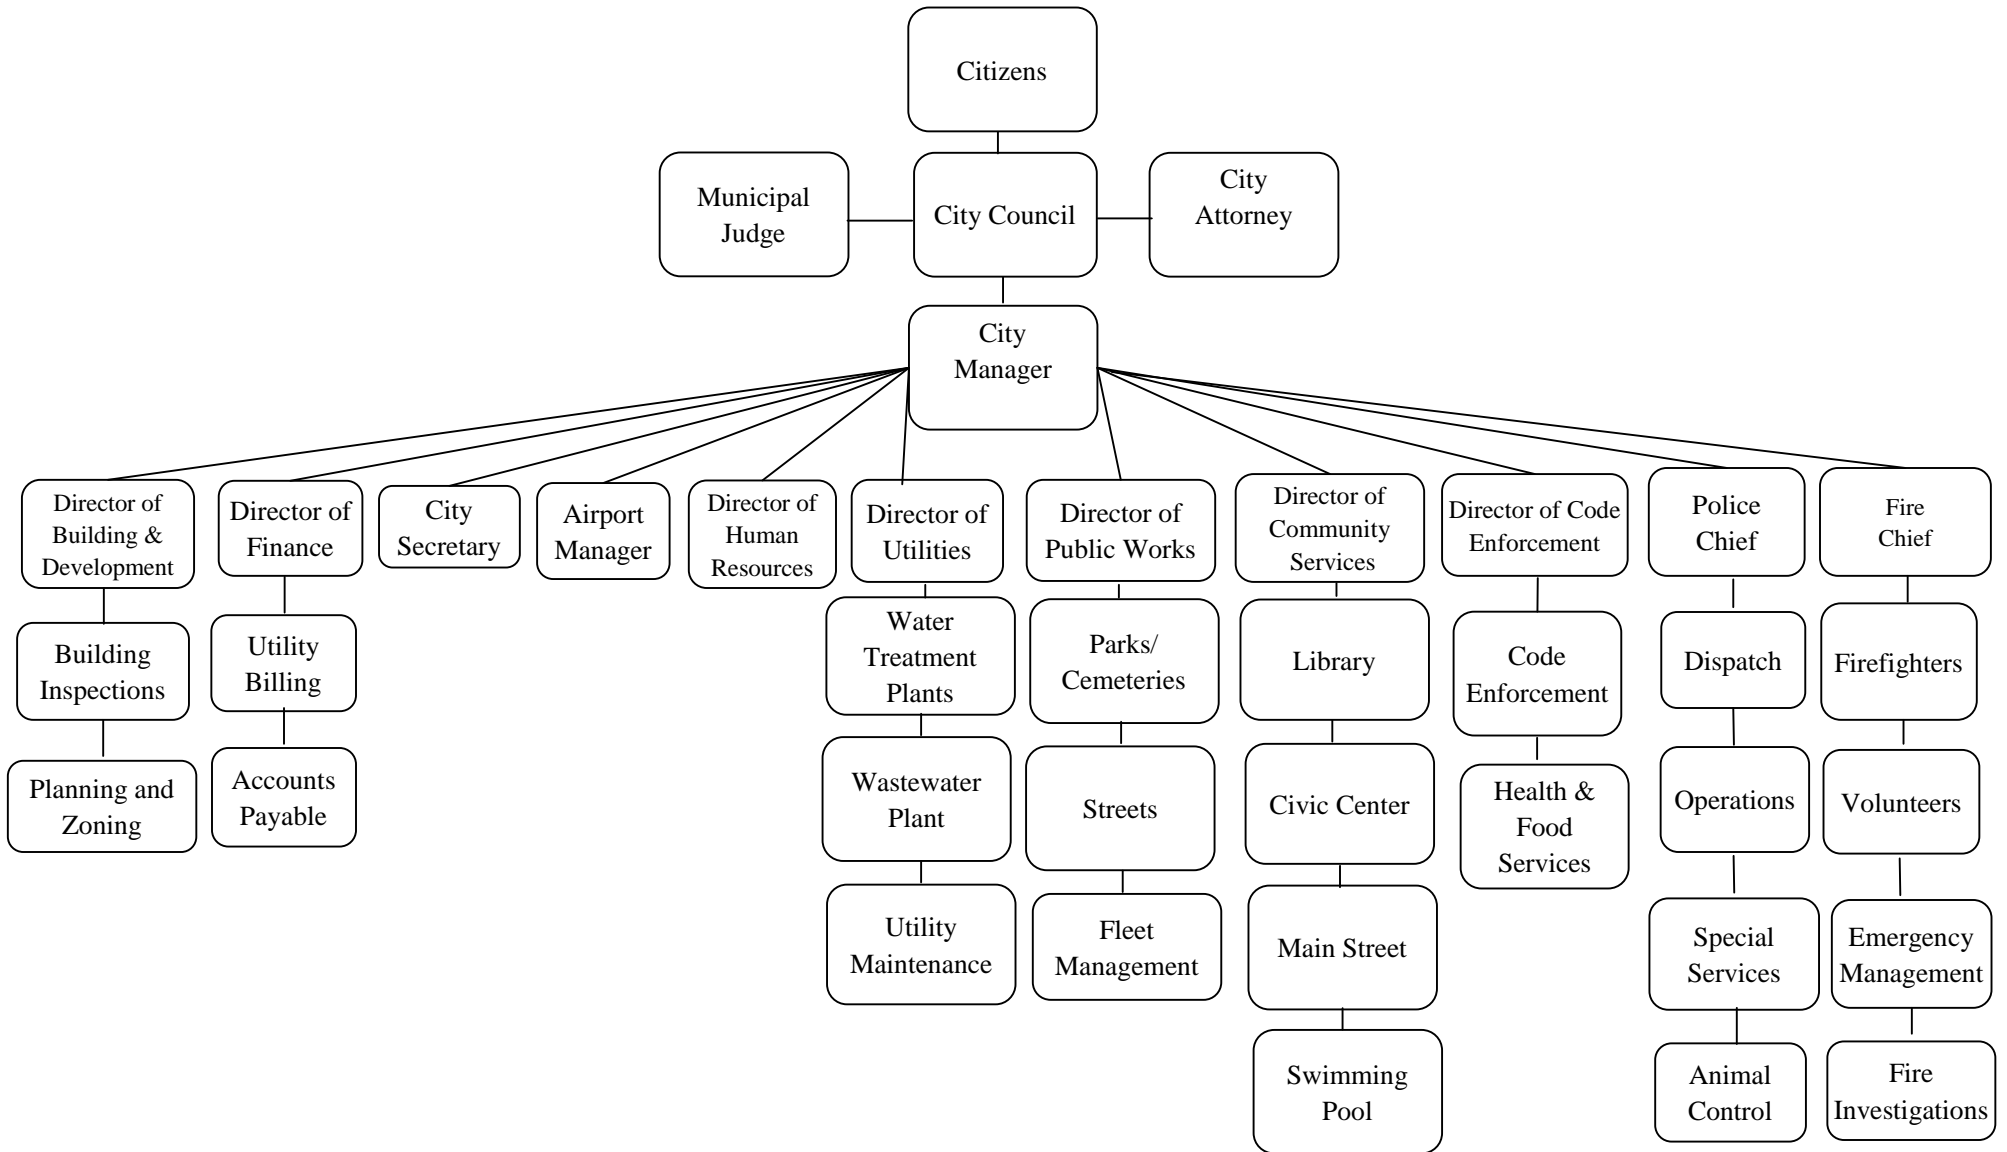 Citizens
Municipal
Judge
City Council
City
Attorney
City
Manager
Director of
Building &
Development
Director of
Finance
City
Secretary
Airport
Manager
Director of
Human
Resources
Director of
Utilities
Director of
Public Works
Director of
Community
Services
Director of Code
Enforcement
Police
Chief
Fire
Chief
Building
Inspections
Utility
Billing
Water
Treatment
Plants
Parks/
Cemeteries
Library
Code
Enforcement
Dispatch
Firefighters
Planning and
Zoning
Accounts
Payable
Wastewater
Plant
Streets
Civic Center
Health &
Food
Services
Operations
Volunteers
Utility
Maintenance
Fleet
Management
Main Street
Special
Services
Emergency
Management
Swimming
Pool
Animal
Control
Fire
Investigations